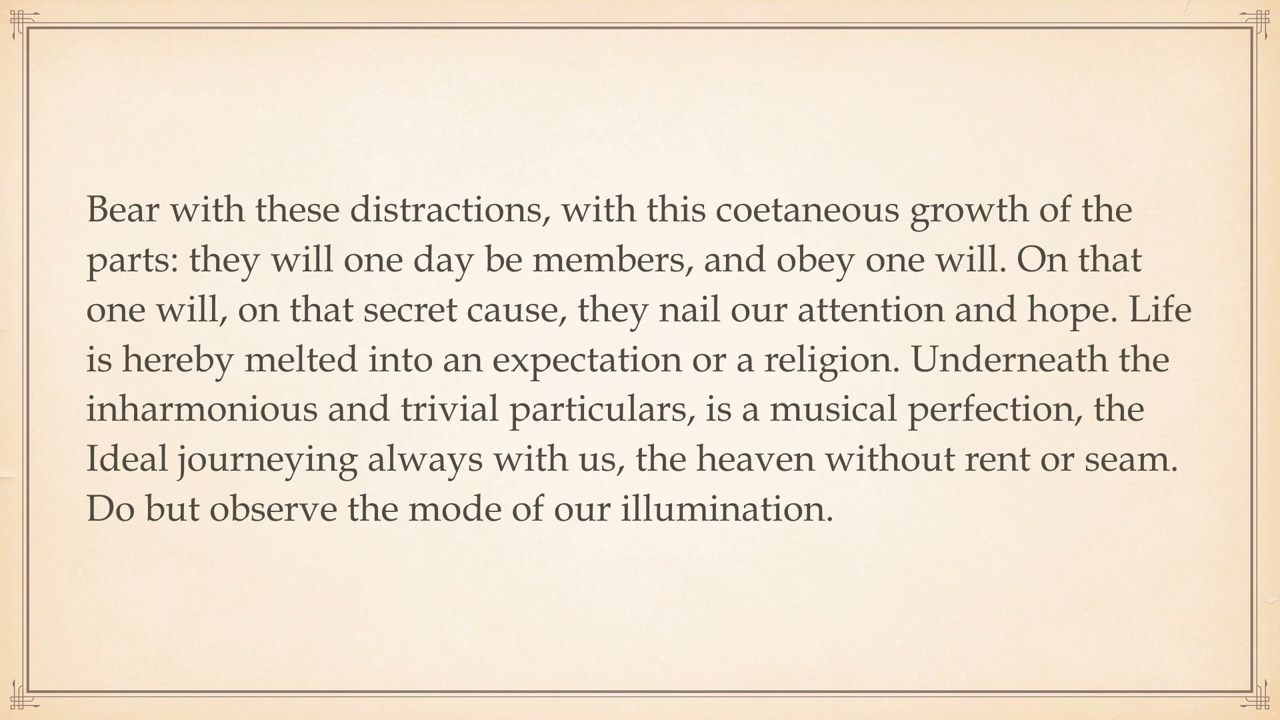 Bear with these distractions, with this coetaneous growth of the
parts: they will one day be members, and obey one will. On that
one will, on that secret cause, they nail our attention and hope. Life
is hereby melted into an expectation or a religion. Underneath the
inharmonious and trivial particulars, is a musical perfection, the
Ideal journeying always with us, the heaven without rent or seam.
Do but observe the mode of our illumination.